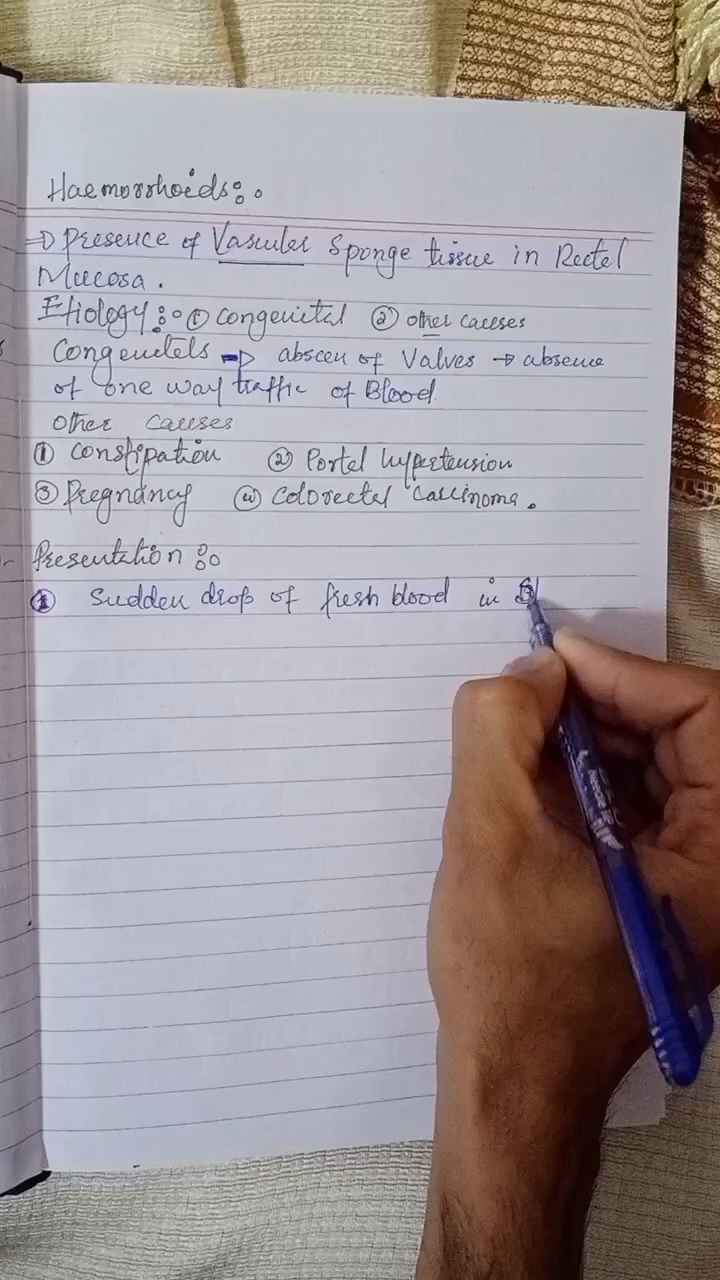 Haemorrhoids:
⇒ Presence of Vascular Sponge tissue in Rectal
Mucosa.
Etiology: ① congenital ② other causes
Congenitels → abscen of Valves → absence
of one way traffic of Blood
other causes
① Constipation ② Portal hypertension
③ Pregnancy ④ Colorectal carcinoma.
Presentation:
① Sudden drop of fresh blood in